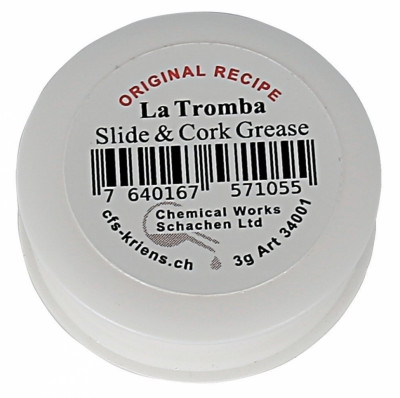 ORIGINAL RECIPE
La Tromba
Slide & Cork Grease
7 640167 571055
Chemical Works
Schachen Ltd
cfs-kriens.ch
3g Art 34001